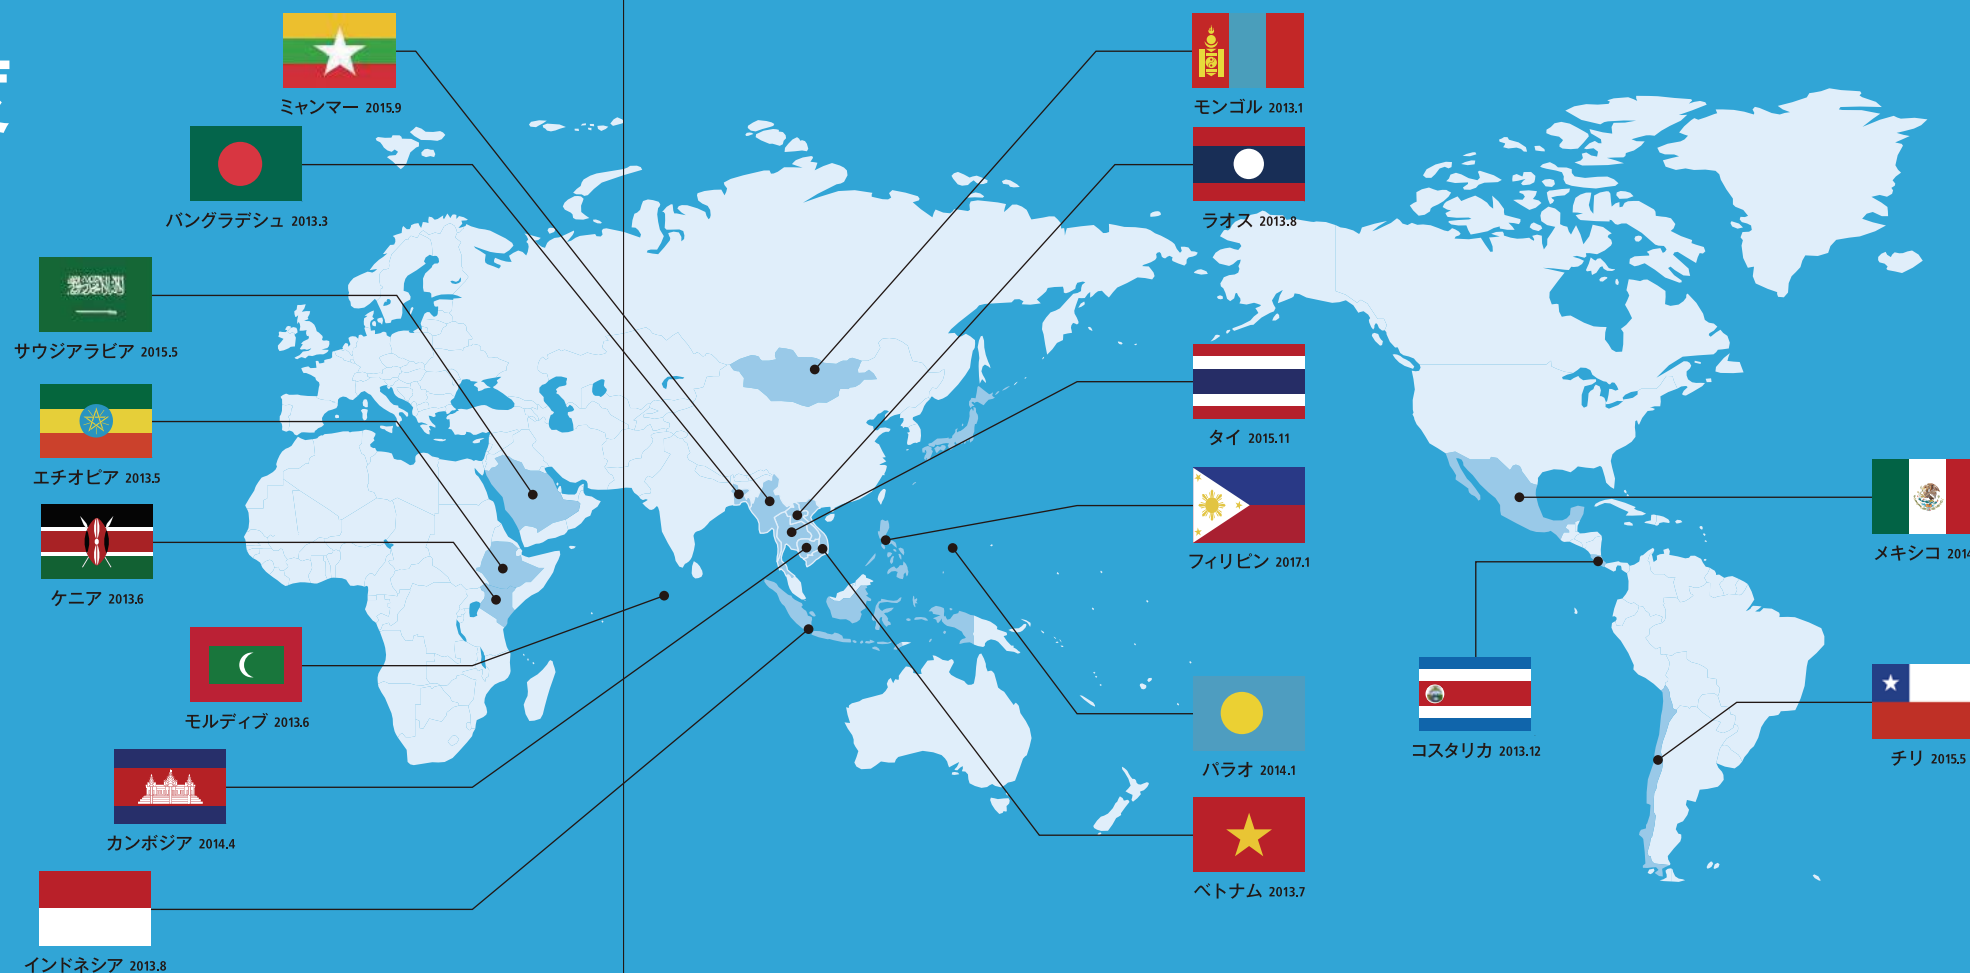 ミャンマー 2015.9
モンゴル 2013.1
バングラデシュ 2013.3
ラオス 2013.8
サウジアラビア 2015.5
タイ 2015.11
エチオピア 2013.5
フィリピン 2017.1
メキシコ 2014
ケニア 2013.6
モルディブ 2013.6
コスタリカ 2013.12
チリ 2015.5
パラオ 2014.1
カンボジア 2014.4
ベトナム 2013.7
インドネシア 2013.8